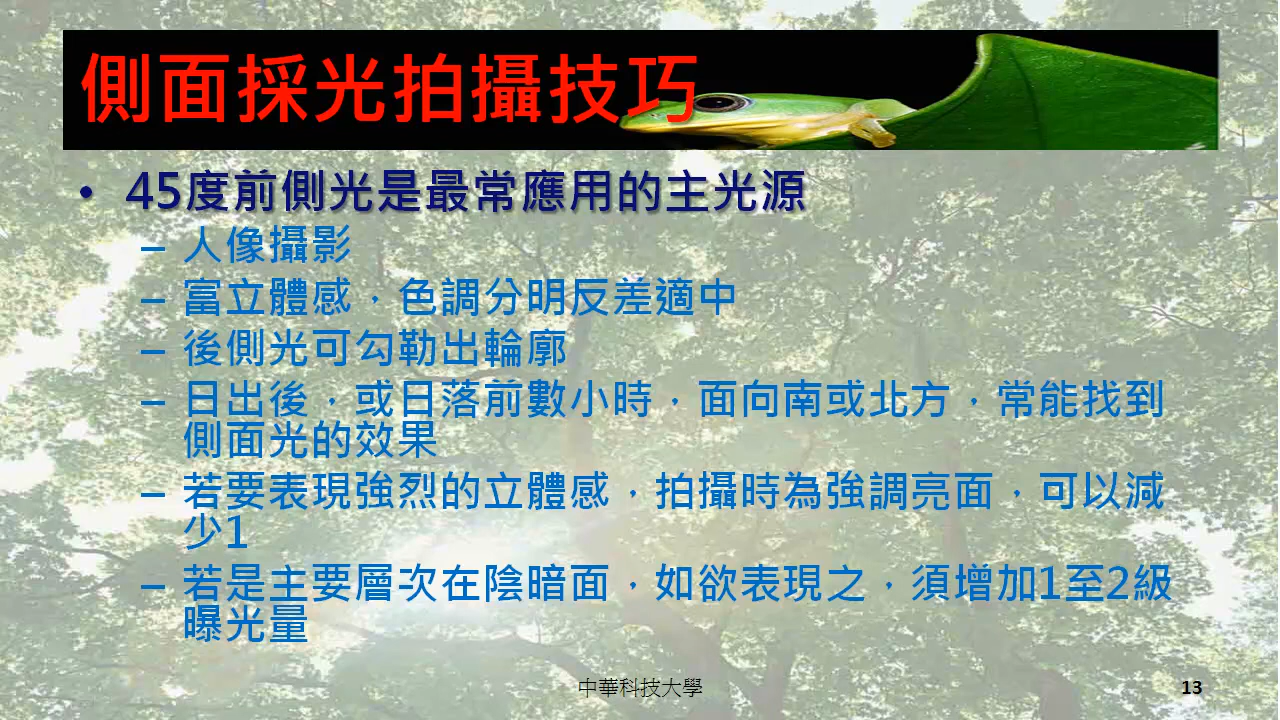 側面採光拍攝技巧
• 45度前側光是最常應用的主光源
– 人像攝影
– 富立體感，色調分明反差適中
– 後側光可勾勒出輪廓
– 日出後，或日落前數小時，面向南或北方，常能找到
側面光的效果
– 若要表現強烈的立體感，拍攝時為強調亮面，可以減
少1
– 若是主要層次在陰暗面，如欲表現之，須增加1至2級
曝光量
中華科技大學
13